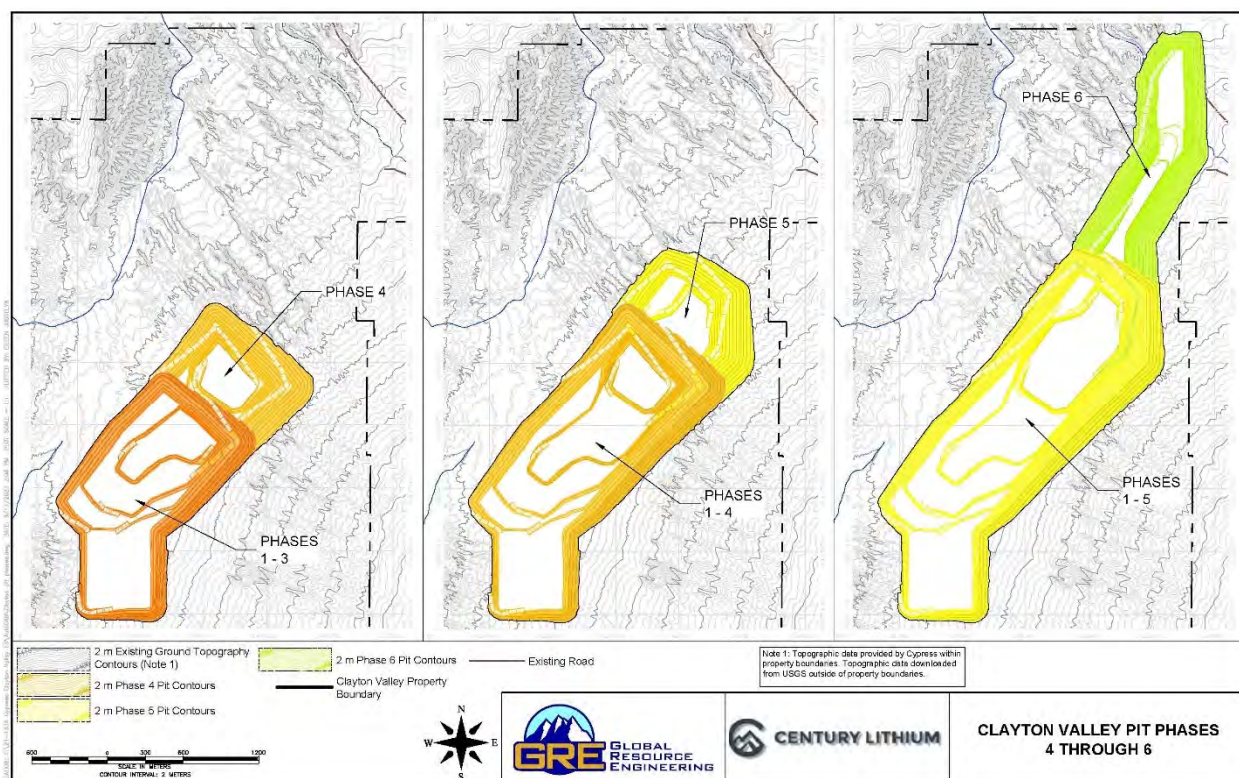 PHASE 4
PHASES
1 - 3
PHASE 5
PHASES
1 - 4
PHASE 6
PHASES
1 - 5
2 m Existing Ground Topography
Contours (Note 1)
2 m Phase 4 Pit Contours
2 m Phase 5 Pit Contours
2 m Phase 6 Pit Contours
Clayton Valley Property
Boundary
Existing Road
Note 1: Topographic data provided by Cypress within
property boundaries. Topographic data downloaded
from USGS outside of property boundaries.
600 0 300 600 1200
SCALE IN METERS
CONTOUR INTERVAL: 2 METERS
N
W E
S
GRE
GLOBAL
RESOURCE
ENGINEERING
CENTURY LITHIUM
CLAYTON VALLEY PIT PHASES
4 THROUGH 6